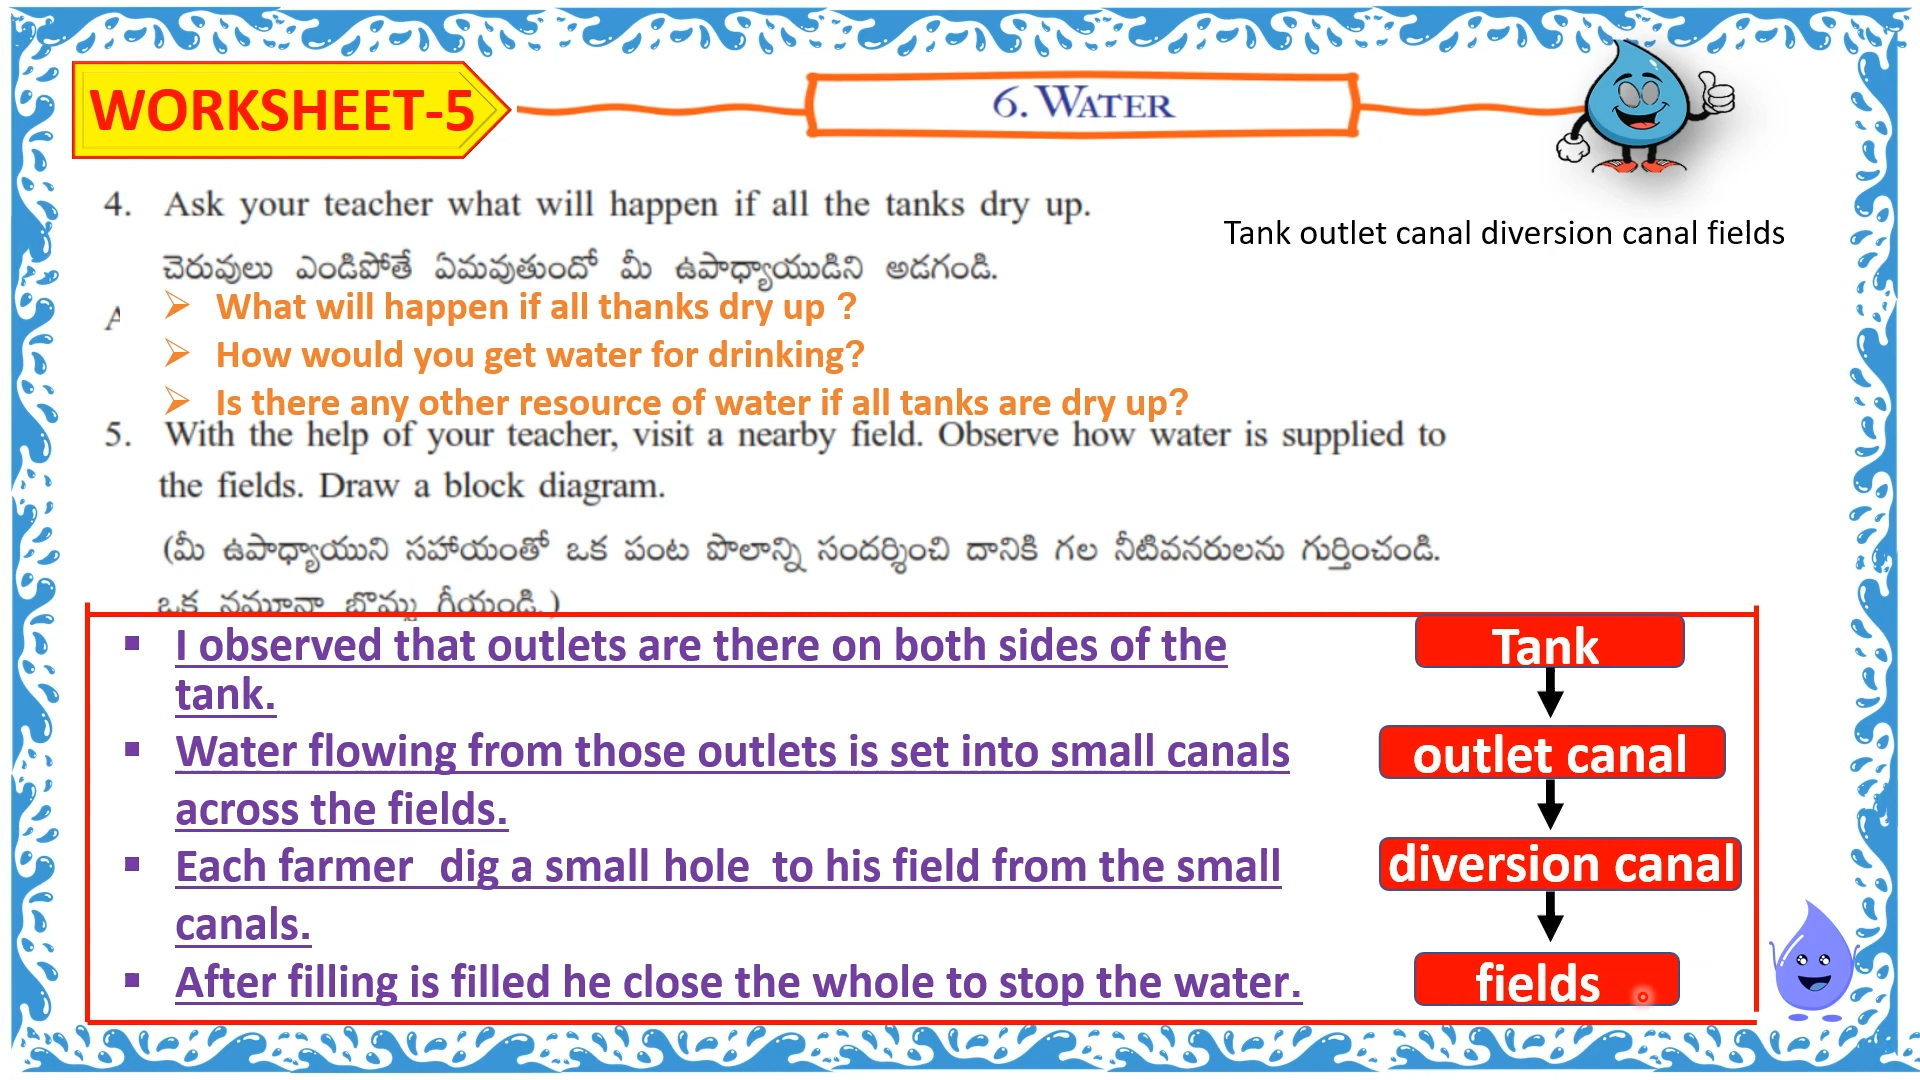 WORKSHEET-5
6. WATER
4. Ask your teacher what will happen if all the tanks dry up.
Tank outlet canal diversion canal fields
చెరువులు ఎండిపోతే ఏమవుతుందో మీ ఉపాధ్యాయుడిని అడగండి.
A
➢ What will happen if all thanks dry up ?
➢ How would you get water for drinking?
➢ Is there any other resource of water if all tanks are dry up?
5. With the help of your teacher, visit a nearby field. Observe how water is supplied to
the fields. Draw a block diagram.
(మీ ఉపాధ్యాయుని సహాయంతో ఒక పంట పొలాన్ని సందర్శించి దానికి గల నీటివనరులను గుర్తించండి.
ఒక నమూనా బొమ్మ గీయండి.)
▪ I observed that outlets are there on both sides of the
tank.
▪ Water flowing from those outlets is set into small canals
across the fields.
▪ Each farmer dig a small hole to his field from the small
canals.
▪ After filling is filled he close the whole to stop the water.
Tank
outlet canal
diversion canal
fields